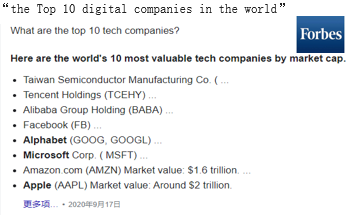 “the Top 10 digital companies in the world”
Forbes
What are the top 10 tech companies?
Here are the world's 10 most valuable tech companies by market cap.
Taiwan Semiconductor Manufacturing Co. ( ...
Tencent Holdings (TCEHY) ...
Alibaba Group Holding (BABA) ...
Facebook (FB) ...
Alphabet (GOOG, GOOGL) ...
Microsoft Corp. ( MSFT) ...
Amazon.com (AMZN) Market value: $1.6 trillion. ...
Apple (AAPL) Market value: Around $2 trillion.
更多項... • 2020年9月17日